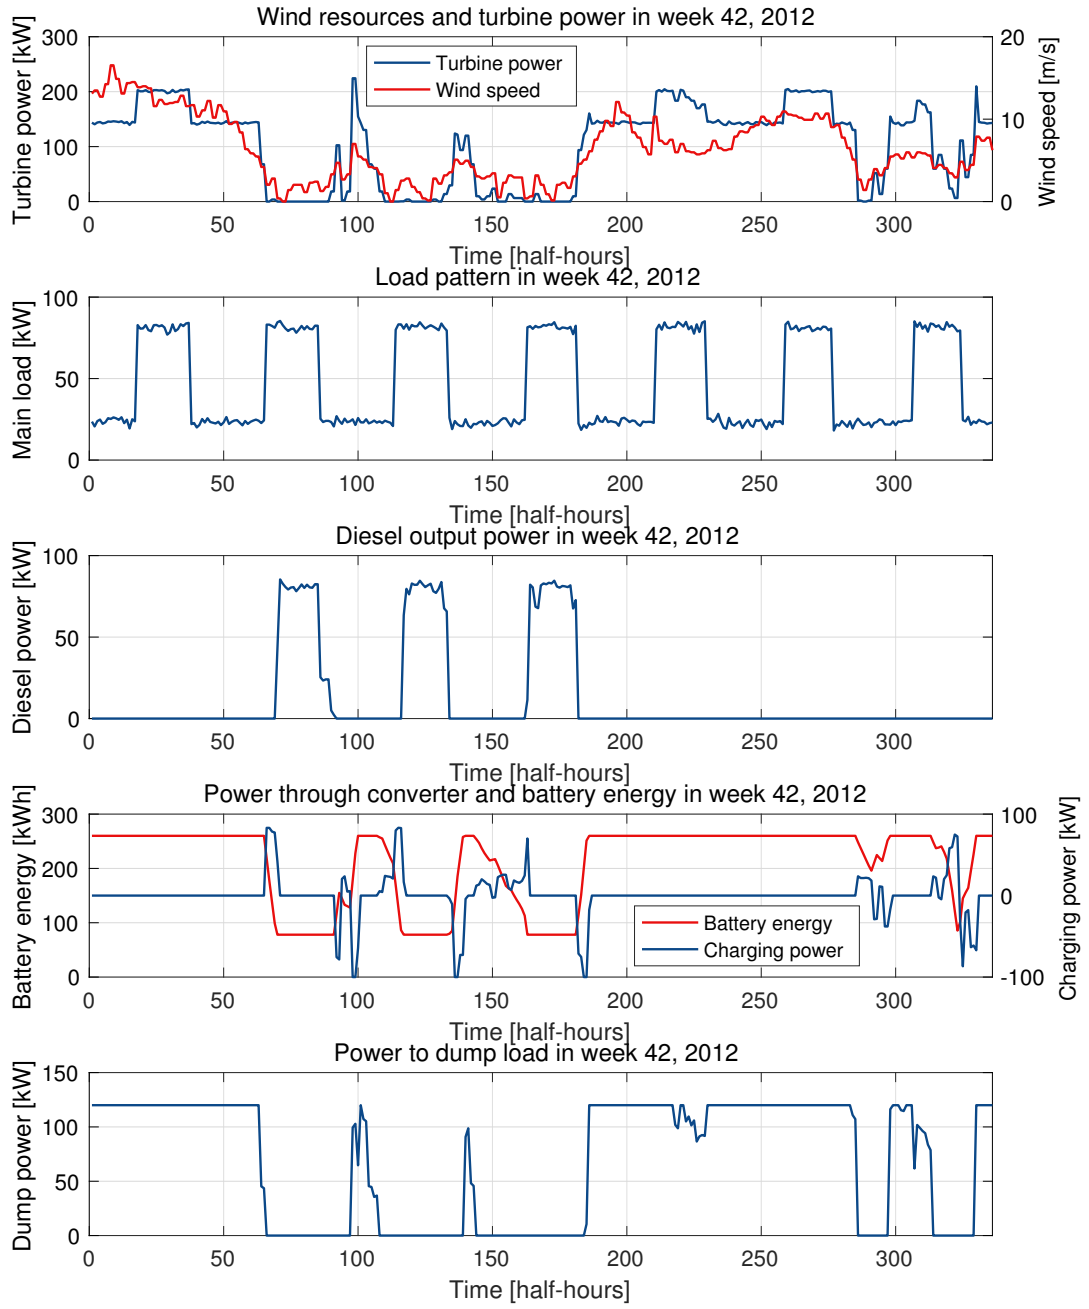 Wind resources and turbine power in week 42, 2012
Turbine power [kW]
300
200
100
0
Turbine power
Wind speed
20
10
0
Wind speed [m/s]
0 50 100 150 200 250 300
Time [half-hours]
Load pattern in week 42, 2012
Main load [kW]
100
50
0
0 50 100 150 200 250 300
Time [half-hours]
Diesel output power in week 42, 2012
Diesel power [kW]
100
50
0
0 50 100 150 200 250 300
Time [half-hours]
Power through converter and battery energy in week 42, 2012
Battery energy [kWh]
300
200
100
0
Battery energy
Charging power
100
0
-100
Charging power [kW]
0 50 100 150 200 250 300
Time [half-hours]
Power to dump load in week 42, 2012
Dump power [kW]
150
100
50
0
0 50 100 150 200 250 300
Time [half-hours]